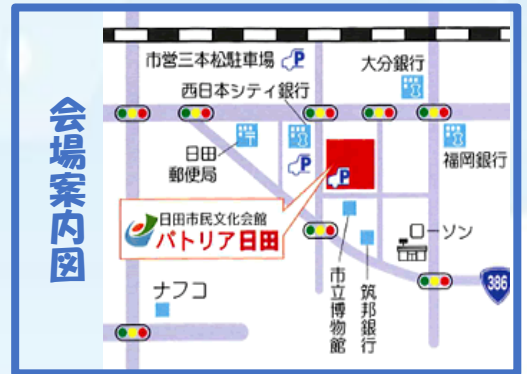 会場案内図
市営三本松駐車場 P
大分銀行
西日本シティ銀行
日田
郵便局
P
P
福岡銀行
日田市民文化会館
パトリア日田
ローソン
ナフコ
市立博物館
筑邦銀行
386